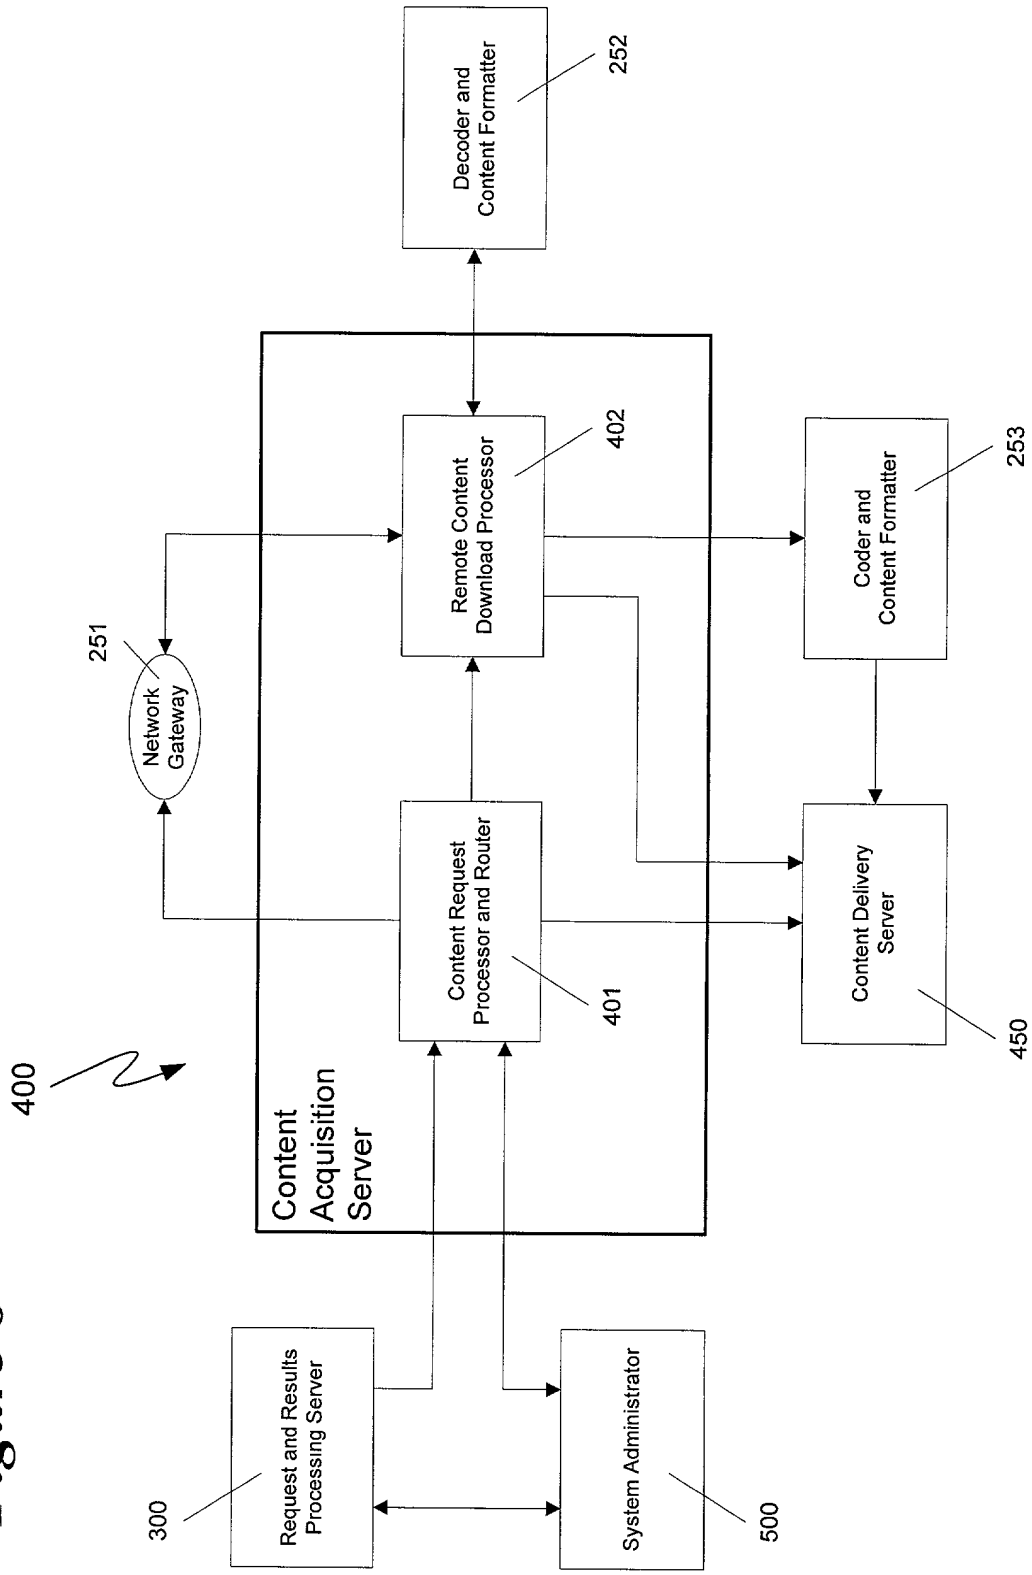 400
Content
Acquisition
Server
Network
Gateway
251
Request and Results
Processing Server
300
System Administrator
500
Content Request
Processor and Router
401
Remote Content
Download Processor
402
Decoder and
Content Formatter
252
Content Delivery
Server
450
Coder and
Content Formatter
253